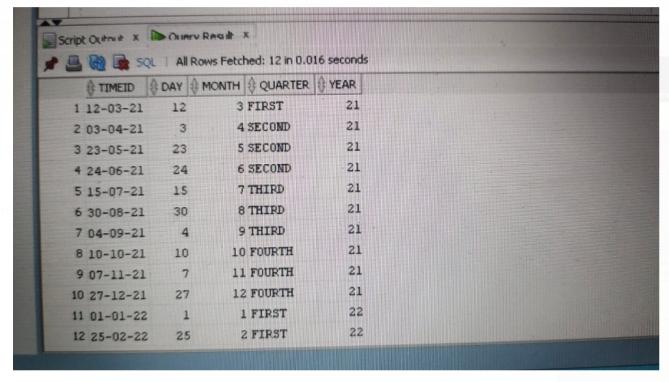 Script Output x Query Result x
SQL | All Rows Fetched: 12 in 0.016 seconds
TIMEID DAY MONTH QUARTER YEAR
1 12-03-21 12 3 FIRST 21
2 03-04-21 3 4 SECOND 21
3 23-05-21 23 5 SECOND 21
4 24-06-21 24 6 SECOND 21
5 15-07-21 15 7 THIRD 21
6 30-08-21 30 8 THIRD 21
7 04-09-21 4 9 THIRD 21
8 10-10-21 10 10 FOURTH 21
9 07-11-21 7 11 FOURTH 21
10 27-12-21 27 12 FOURTH 21
11 01-01-22 1 1 FIRST 22
12 25-02-22 25 2 FIRST 22